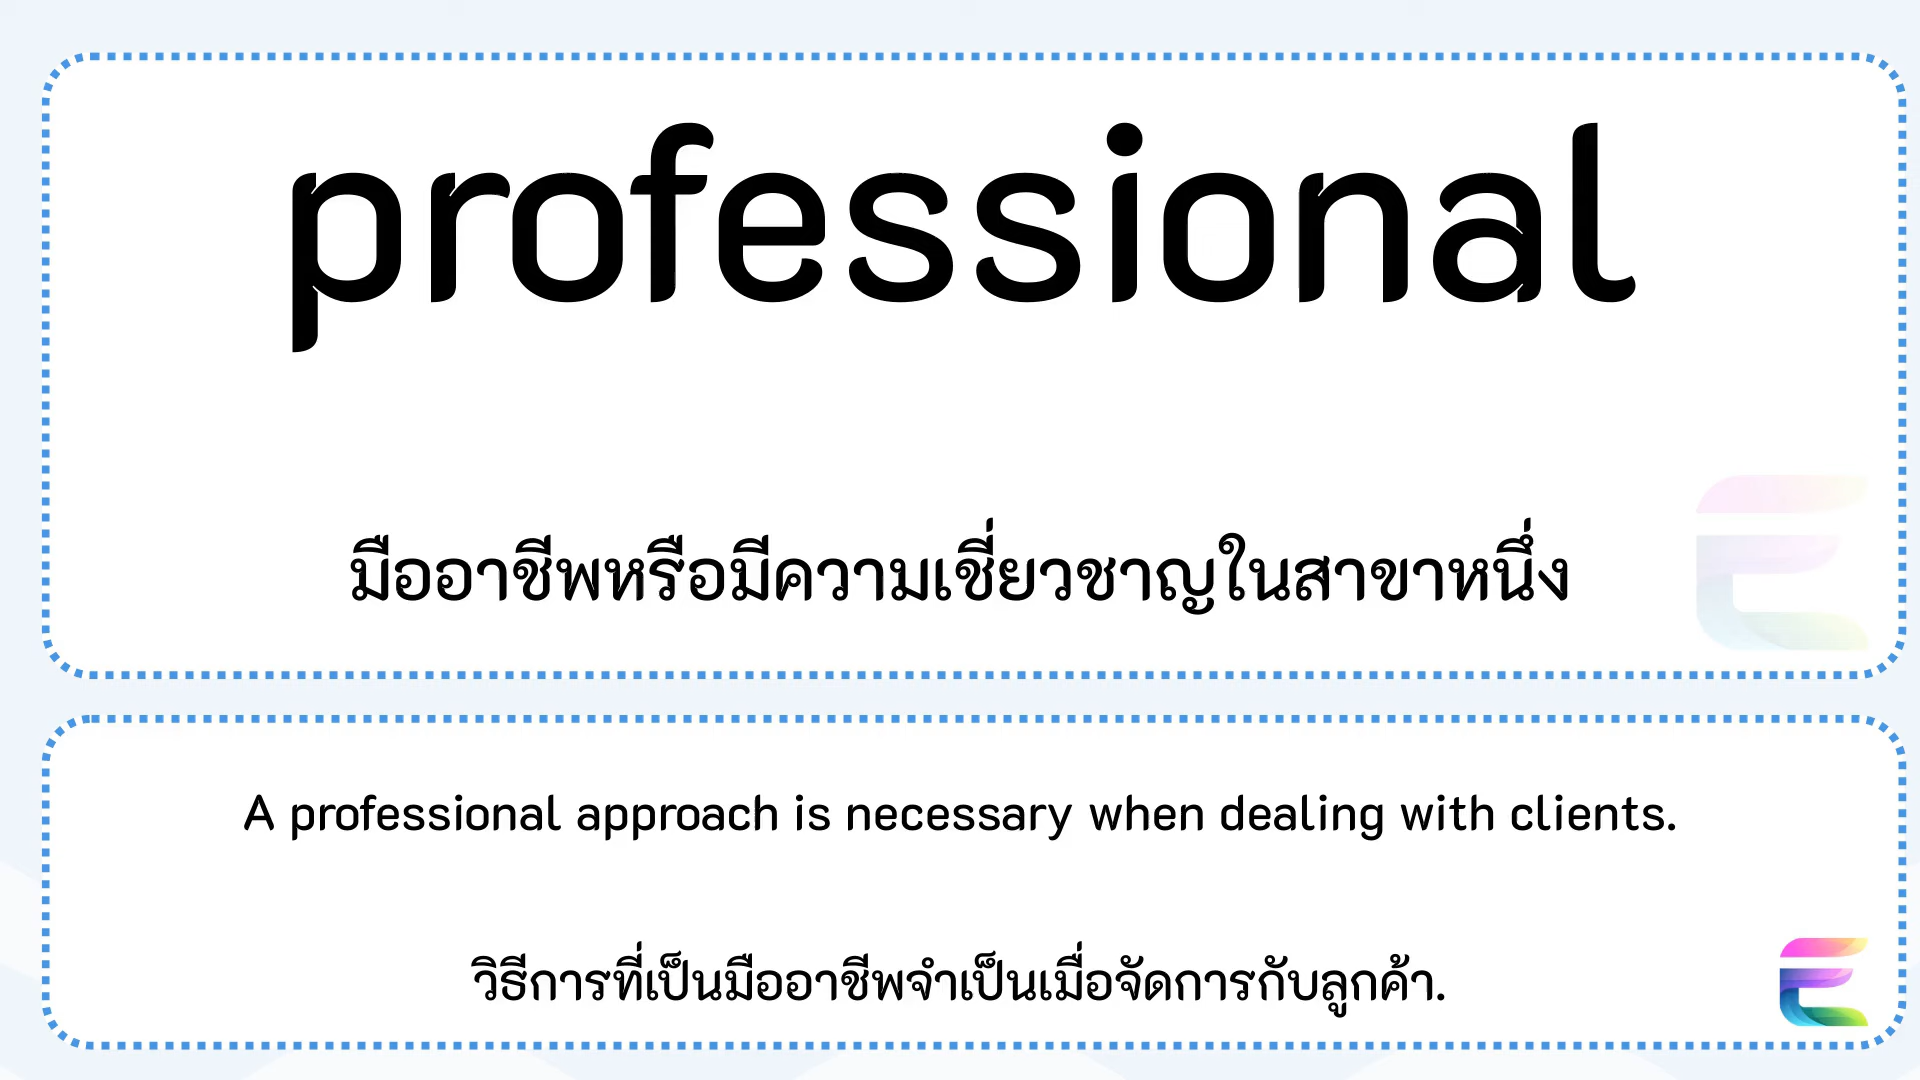 professional
มืออาชีพหรือมีความเชี่ยวชาญในสาขาหนึ่ง
A professional approach is necessary when dealing with clients.
วิธีการที่เป็นมืออาชีพจำเป็นเมื่อจัดการกับลูกค้า.